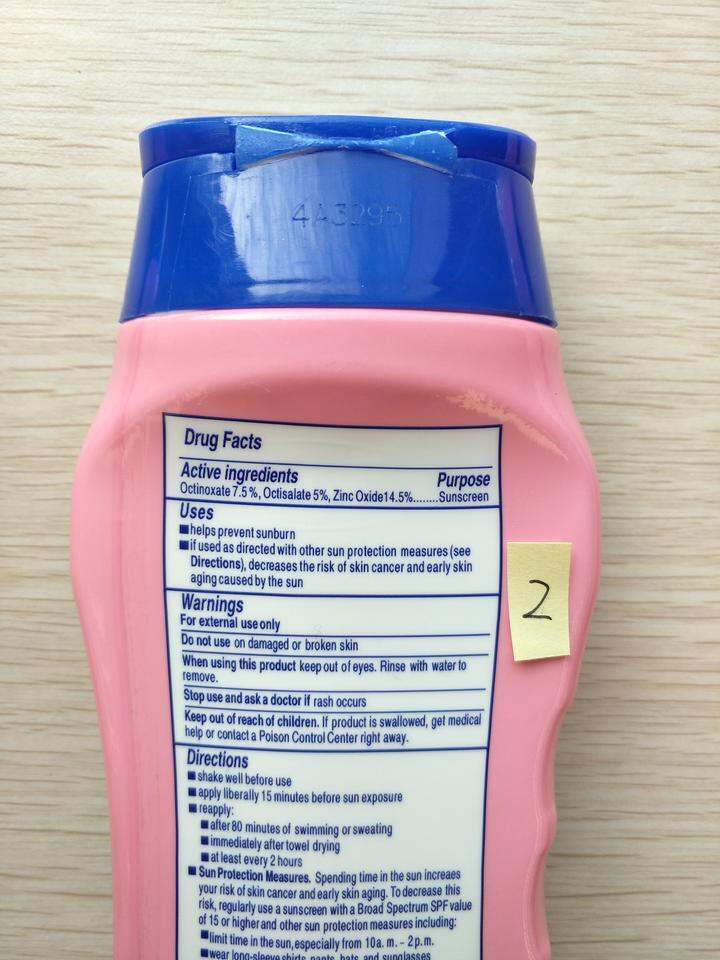 4A3295
Drug Facts
Active ingredients Purpose
Octinoxate 7.5%, Octisalate 5%, Zinc Oxide14.5%........Sunscreen
Uses
■helps prevent sunburn
■if used as directed with other sun protection measures (see
Directions), decreases the risk of skin cancer and early skin
aging caused by the sun
Warnings
For external use only
Do not use on damaged or broken skin
When using this product keep out of eyes. Rinse with water to
remove.
Stop use and ask a doctor if rash occurs
Keep out of reach of children. If product is swallowed, get medical
help or contact a Poison Control Center right away.
2
Directions
■shake well before use
■apply liberally 15 minutes before sun exposure
■reapply:
■after 80 minutes of swimming or sweating
■immediately after towel drying
■at least every 2 hours
■Sun Protection Measures. Spending time in the sun increaes
your risk of skin cancer and early skin aging. To decrease this
risk, regularly use a sunscreen with a Broad Spectrum SPF value
of 15 or higher and other sun protection measures including:
■limit time in the sun, especially from 10a. m. - 2p.m.
■wear long-sleeve shirts, pants, hats, and sunglasses